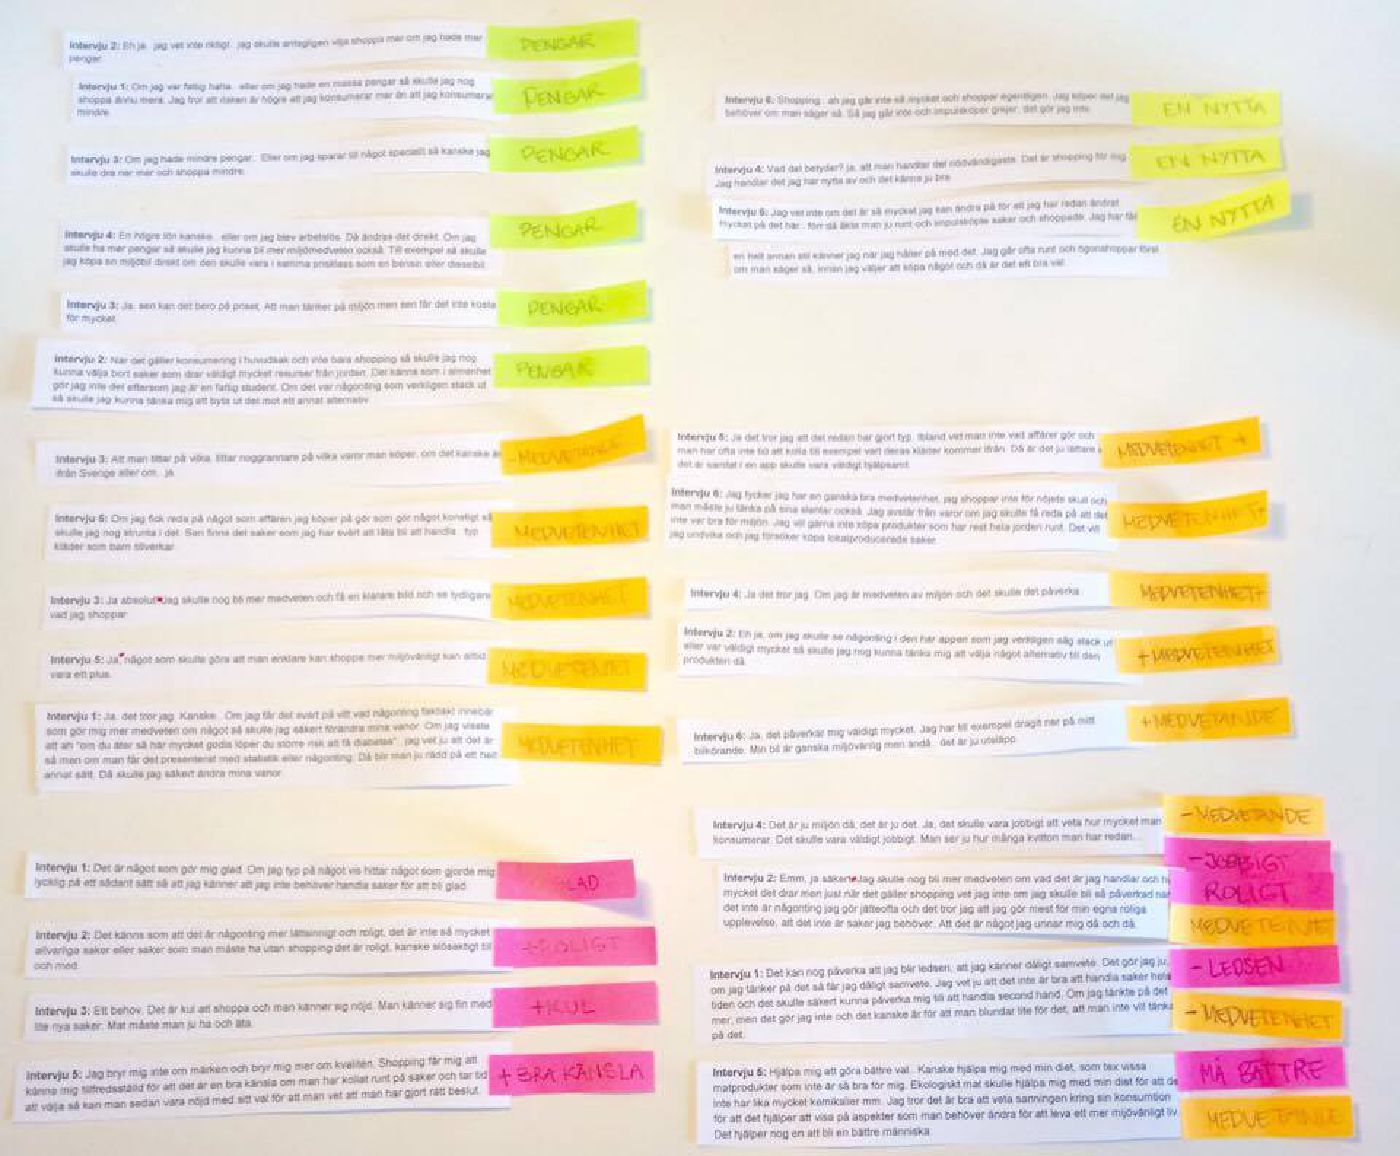 Intervju 2: Eh ja.. jag vet inte riktigt.. jag skulle antagligen vilja shoppa mer om jag hade mer
pengar.
PENGAR
Intervju 1: Om jag var fattig haha.. eller om jag hade en massa pengar så skulle jag nog
shoppa ännu mera. Jag tror att risken är högre att jag konsumerar mer än att jag konsumerar
mindre.
PENGAR
Intervju 3: Om jag hade mindre pengar.. Eller om jag sparar till något speciellt så kanske jag
skulle dra ner mer och shoppa mindre.
PENGAR
Intervju 4: En högre lön kanske.. eller om jag blev arbetslös. Då ändras det direkt. Om jag
skulle ha mer pengar så skulle jag kunna bli mer miljömedveten också. Till exempel så skulle
jag köpa en miljöbil direkt om den skulle vara i samma prisklass som en bensin eller dieselbil.
PENGAR
Intervju 3: Ja, sen kan det bero på priset. Att man tänker på miljön men sen får det inte kosta
för mycket.
PENGAR
Intervju 2: När det gäller konsumering i huvudtak och inte bara shopping så skulle jag nog
kunna välja bort saker som drar väldigt mycket resurser från jorden. Det känns som i allmänhet
gör jag inte det eftersom jag är en fattig student. Om det var någonting som verkligen stack ut
så skulle jag kunna tänka mig att byta ut det mot ett annat alternativ.
PENGAR
Intervju 6: Shopping.. ah jag går inte så mycket och shoppar egentligen. Jag köper det jag
behöver om man säger så. Så jag går inte och impulsköper grejer, det gör jag inte.
EN NYTTA
Intervju 4: Vad det betyder? ja, att man handlar det nödvändigaste. Det är shopping för mig.
Jag handlar det jag har nytta av och det känns ju bra.
EN NYTTA
Intervju 6: Jag vet inte om det är så mycket jag kan ändra på för att jag har redan ändrat
mycket på det här.. förr då åkte man ju runt och impulsköpte saker och shoppade. Jag har fått
EN NYTTA
en helt annan stil känner jag när jag håller på med det. Jag går ofta runt och ögonshoppar först
om man säger så, innan jag väljer att köpa något och då är det ett bra val.
Intervju 3: Att man tittar på vilka, tittar noggrannare på vilka varor man köper, om det kanske är
ifrån Sverige eller om.. ja
- MEDVETANDE
Intervju 5: Om jag fick reda på något som affären jag köper på gör som gör något konstigt så
skulle jag nog strunta i det. Sen finns det saker som jag har svårt att låta bli att handla.. typ
kläder som barn tillverkar.
MEDVETENHET
Intervju 3: Ja absolut. Jag skulle nog bli mer medveten och få en klarare bild och se tydligare
vad jag shoppar.
MEDVETENHET
Intervju 5: Ja, något som skulle göra att man enklare kan shoppa mer miljövänligt kan alltid
vara ett plus.
MEDVETENHET
Intervju 1: Ja, det tror jag. Kanske.. Om jag får det svart på vitt vad någonting faktiskt innebär
som gör mig mer medveten om något så skulle jag säkert förändra mina vanor. Om jag visste
att ah "om du äter så här mycket godis löper du större risk att få diabetes".. jag vet ju att det är
så men om man får det presenterat med statistik eller någonting. Då blir man ju rädd på ett helt
annat sätt. Då skulle jag säkert ändra mina vanor.
MEDVETENHET
Intervju 5: Ja det tror jag att det redan har gjort typ. Ibland vet man inte vad affärer gör och
man har ofta inte tid att kolla till exempel vart deras kläder kommer ifrån. Då är det ju lättare
det är samlat i en app skulle vara väldigt hjälpsamt.
MEDVETENHET +
Intervju 6: Jag tycker jag har en ganska bra medvetenhet, jag shoppar inte för nöjets skull och
man måste ju tänka på sina slantar också. Jag avstår från varor om jag skulle få reda på att det
inte var bra för miljön. Jag vill gärna inte köpa produkter som har rest hela jorden runt. Det vill
jag undvika och jag försöker köpa lokalproducerade saker.
MEDVETENHET+
Intervju 4: Ja det tror jag. Om jag är medveten av miljön och det skulle det påverka.
MEDVETENHET+
Intervju 2: Eh ja, om jag skulle se någonting i den här appen som jag verkligen såg stack ut
eller var väldigt mycket så skulle jag nog kunna tänka mig att välja något alternativ till den
produkten då.
+ MEDVETENHET
Intervju 6: Ja, det påverkar mig väldigt mycket. Jag har till exempel dragit ner på mitt
bilkörande. Min bil är ganska miljövänlig men ändå.. det är ju utsläpp.
+ MEDVETANDE
Intervju 1: Det är något som gör mig glad. Om jag typ på något vis hittar något som gjorde mig
lycklig på ett sådant sätt så att jag känner att jag inte behöver handla saker för att bli glad.
GLAD
Intervju 2: Det känns som att det är någonting mer lättsinnigt och roligt, det är inte så mycket
allvarliga saker eller saker som man måste ha utan shopping det är roligt, kanske slösaktigt till
och med.
+ ROLIGT
Intervju 3: Ett behov. Det är kul att shoppa och man känner sig nöjd. Man känner sig fin med
lite nya saker. Mat måste man ju ha och äta.
+ KUL
Intervju 5: Jag bryr mig inte om märken och bryr mig mer om kvalitén. Shopping får mig att
känna mig tillfredsställd för att det är en bra känsla om man har kollat runt på saker och tar tid
att välja så kan man sedan vara nöjd med sitt val för att man vet att man har gjort rätt beslut.
+ BRA KÄNSLA
Intervju 4: Det är ju miljön då, det är ju det. Ja, det skulle vara jobbigt att veta hur mycket man
konsumerar. Det skulle vara väldigt jobbigt. Man ser ju hur många kvitton man har redan...
- MEDVETANDE
- JOBBIGT
Intervju 2: Emm, ja säkert. Jag skulle nog bli mer medveten om vad det är jag handlar och hur
mycket det drar men just när det gäller shopping vet jag inte om jag skulle bli så påverkad när
det inte är någonting jag gör jätteofta och det tror jag att jag gör mest för min egna roliga
upplevelse, att det inte är saker jag behöver. Att det är något jag unnar mig då och då.
ROLIGT
MEDVETENHET
Intervju 1: Det kan nog påverka att jag blir ledsen, att jag känner dåligt samvete. Det gör jag ju,
om jag tänker på det så får jag dåligt samvete. Jag vet ju att det inte är bra att handla saker hela
tiden och det skulle säkert kunna påverka mig till att handla second hand. Om jag tänkte på det
mer, men det gör jag inte och det kanske är för att man blundar lite för det, att man inte vill tänka
på det.
- LEDSEN
- MEDVETENHET
Intervju 5: Hjälpa mig att göra bättre val.. Kanske hjälpa mig med min diet, som tex vissa
matprodukter som inte är så bra för mig. Ekologiskt mat skulle hjälpa mig med min diet för att de
inte har lika mycket kemikalier mm. Jag tror det är bra att veta sanningen kring sin konsumtion
för att det hjälper att visa på aspekter som man behöver ändra för att leva ett mer miljövänligt liv.
Det hjälper nog en att bli en bättre människa.
MÅ BÄTTRE
MEDVETANDE